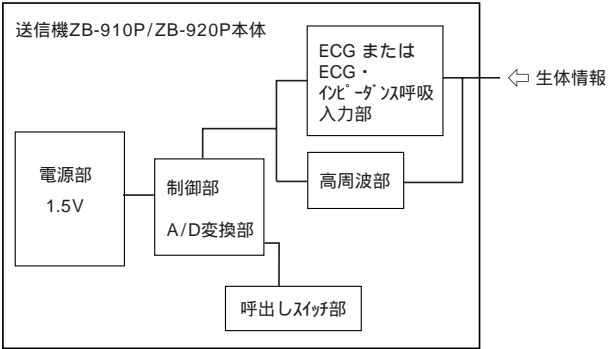 送信機ZB-910P/ZB-920P本体
ECG または
ECG・
ｲﾝﾋﾟｰﾀﾞﾝｽ呼吸
入力部
生体情報
電源部
1.5V
制御部
A/D変換部
高周波部
呼出しｽｲｯﾁ部